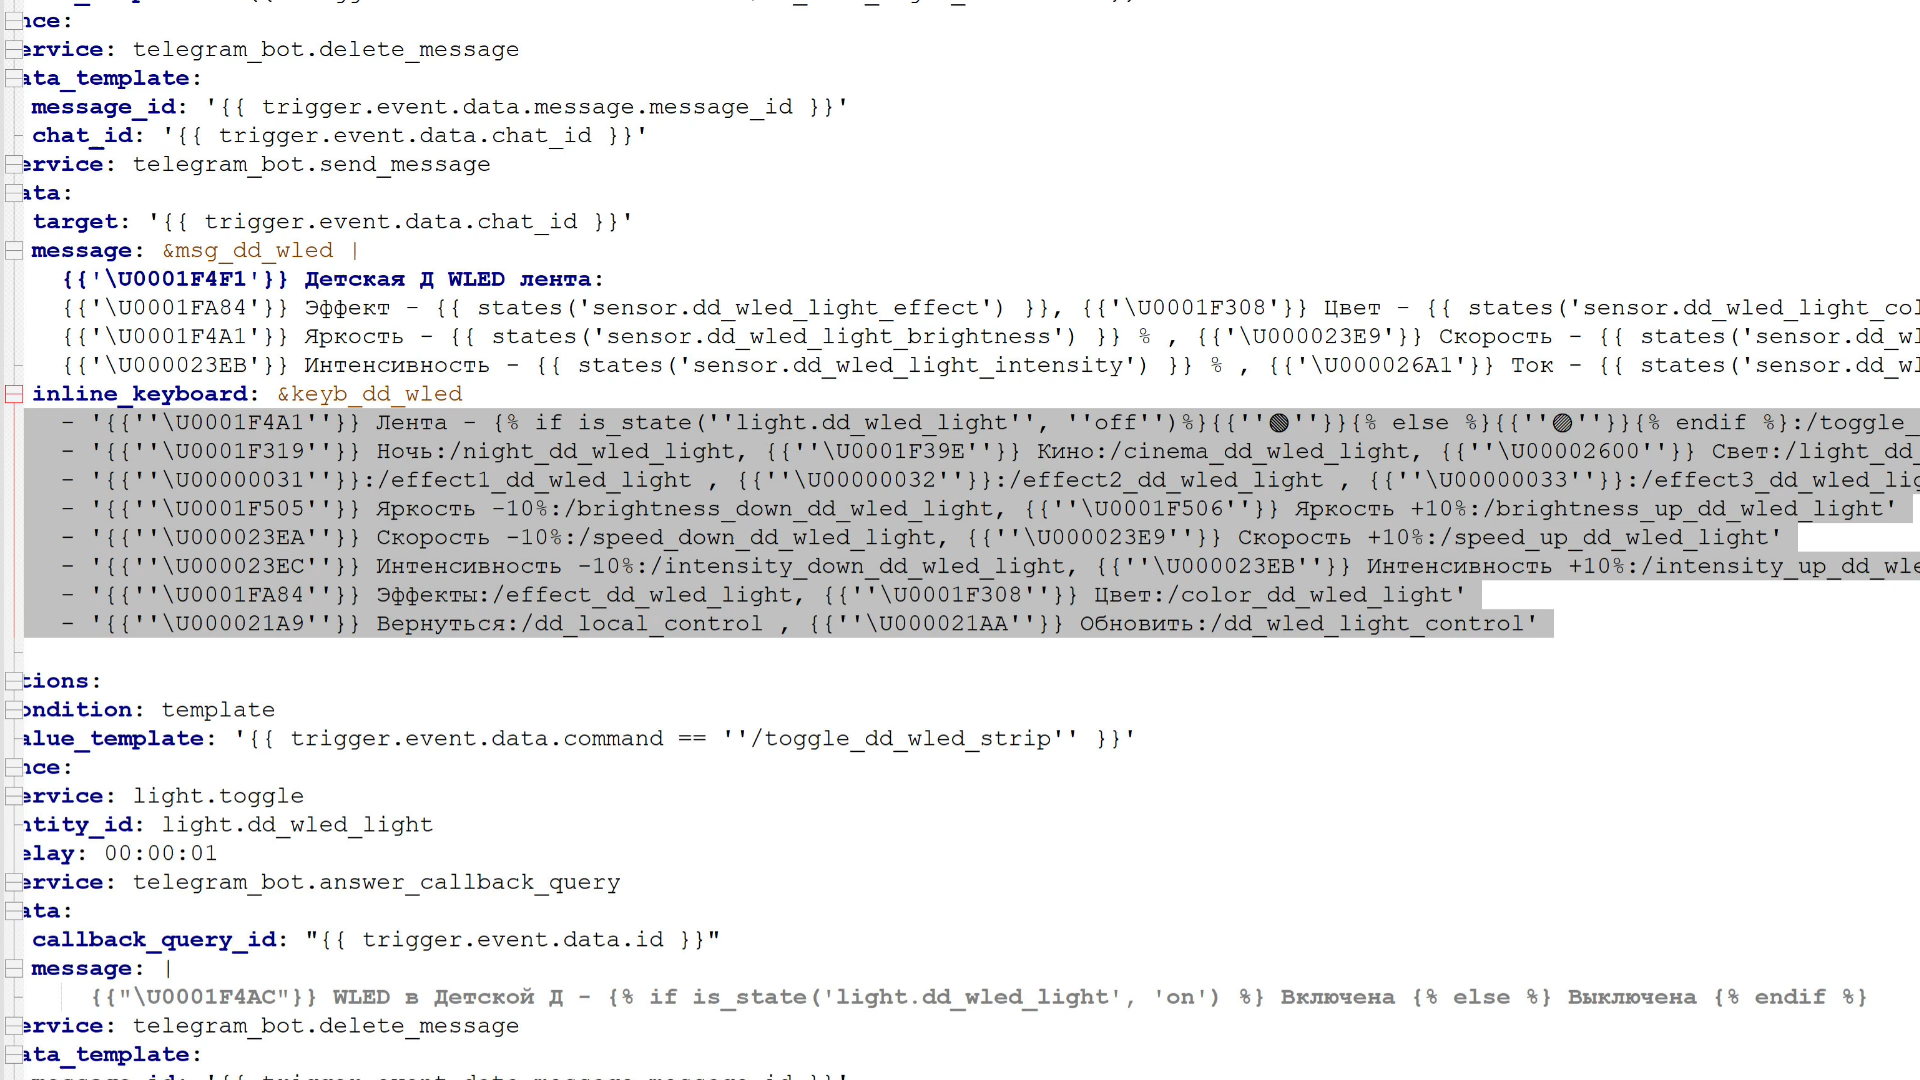 nce:
ervice: telegram_bot.delete_message
ata_template:
message_id: '{{ trigger.event.data.message.message_id }}'
chat_id: '{{ trigger.event.data.chat_id }}'
ervice: telegram_bot.send_message
ata:
target: '{{ trigger.event.data.chat_id }}'
message: &msg_dd_wled |
{{'\U0001F4F1'}} Детская Д WLED лента:
{{'\U0001FA84'}} Эффект - {{ states('sensor.dd_wled_light_effect') }}, {{'\U0001F308'}} Цвет - {{ states('sensor.dd_wled_light_col
{{'\U0001F4A1'}} Яркость - {{ states('sensor.dd_wled_light_brightness') }} % , {{'\U000023E9'}} Скорость - {{ states('sensor.dd_wl
{{'\U000023EB'}} Интенсивность - {{ states('sensor.dd_wled_light_intensity') }} % , {{'\U000026A1'}} Ток - {{ states('sensor.dd_wl
inline_keyboard: &keyb_dd_wled
- '{{''\U0001F4A1''}} Лента - {% if is_state(''light.dd_wled_light'', ''off'')%}{{''🟢''}}{% else %}{{''🟡''}}{% endif %}:/toggle_
- '{{''\U0001F319''}} Ночь:/night_dd_wled_light, {{''\U0001F39E''}} Кино:/cinema_dd_wled_light, {{''\U00002600''}} Свет:/light_dd_
- '{{''\U00000031''}}:/effect1_dd_wled_light , {{''\U00000032''}}:/effect2_dd_wled_light , {{''\U00000033''}}:/effect3_dd_wled_lig
- '{{''\U0001F505''}} Яркость -10%:/brightness_down_dd_wled_light, {{''\U0001F506''}} Яркость +10%:/brightness_up_dd_wled_light'
- '{{''\U000023EA''}} Скорость -10%:/speed_down_dd_wled_light, {{''\U000023E9''}} Скорость +10%:/speed_up_dd_wled_light'
- '{{''\U000023EC''}} Интенсивность -10%:/intensity_down_dd_wled_light, {{''\U000023EB''}} Интенсивность +10%:/intensity_up_dd_wle
- '{{''\U0001FA84''}} Эффекты:/effect_dd_wled_light, {{''\U0001F308''}} Цвет:/color_dd_wled_light'
- '{{''\U000021A9''}} Вернуться:/dd_local_control , {{''\U000021AA''}} Обновить:/dd_wled_light_control'
tions:
ondition: template
alue_template: '{{ trigger.event.data.command == ''/toggle_dd_wled_strip'' }}'
nce:
ervice: light.toggle
ntity_id: light.dd_wled_light
elay: 00:00:01
ervice: telegram_bot.answer_callback_query
ata:
callback_query_id: "{{ trigger.event.data.id }}"
message: |
{{"\U0001F4AC"}} WLED в Детской Д - {% if is_state('light.dd_wled_light', 'on') %} Включена {% else %} Выключена {% endif %}
ervice: telegram_bot.delete_message
ata_template: